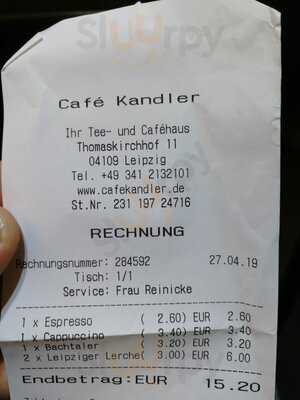 Slurrpy
Café Kandler
Ihr Tee- und Caféhaus
Thomaskirchhof 11
04109 Leipzig
Tel. +49 341 2132101
www.cafekandler.de
St.Nr. 231 197 24716
RECHNUNG
Rechnungsnummer: 284592 27.04.19
Tisch: 1/1
Service: Frau Reinicke
1 x Espresso ( 2.60) EUR 2.60
1 x Cappuccino ( 3.40) EUR 3.40
1 x Bachtaler ( 3.20) EUR 3.20
2 x Leipziger Lerche( 3.00) EUR 6.00
Endbetrag:EUR 15.20